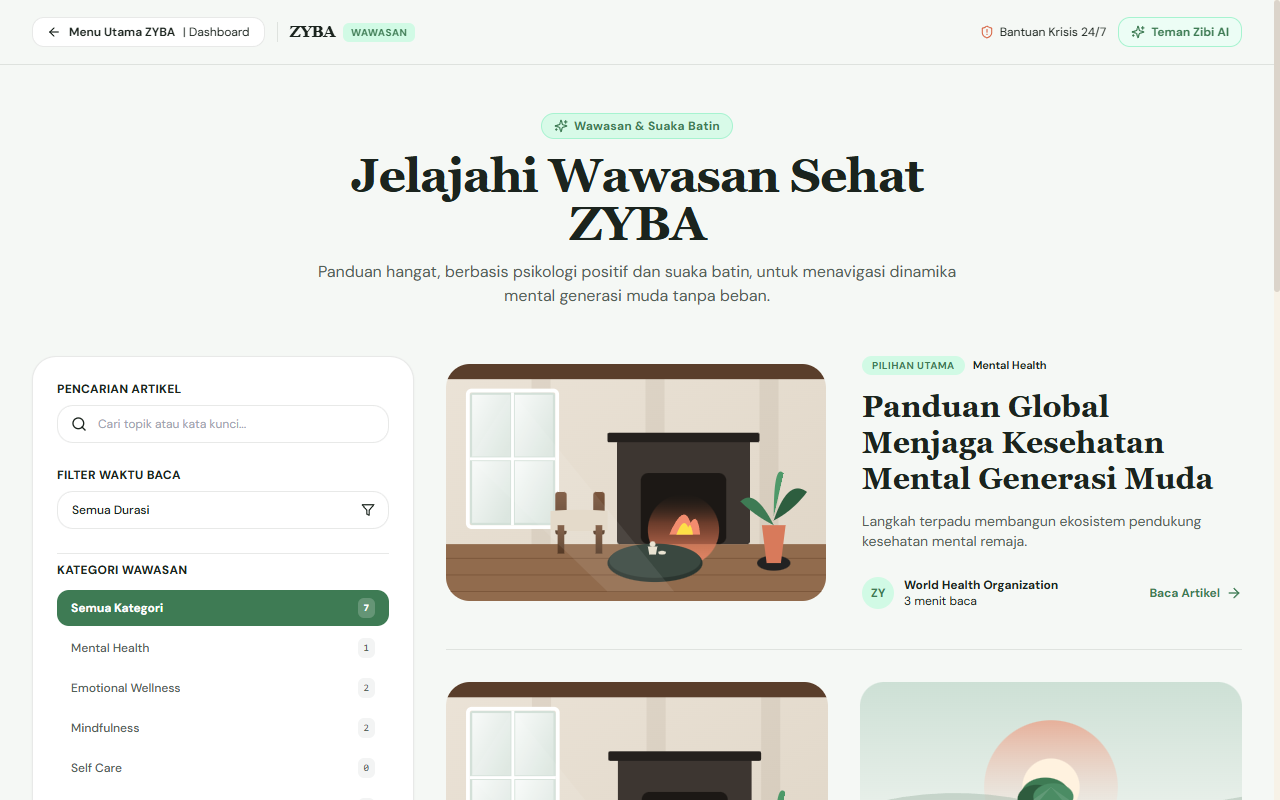 Menu Utama ZYBA | Dashboard
ZYBA WAWASAN
Bantuan Krisis 24/7
Teman Zibi AI
Wawasan & Suaka Batin
Jelajahi Wawasan Sehat
ZYBA
Panduan hangat, berbasis psikologi positif dan suaka batin, untuk menavigasi dinamika
mental generasi muda tanpa beban.
PENCARIAN ARTIKEL
Cari topik atau kata kunci...
FILTER WAKTU BACA
Semua Durasi
KATEGORI WAWASAN
Semua Kategori 7
Mental Health 1
Emotional Wellness 2
Mindfulness 2
Self Care 0
PILIHAN UTAMA Mental Health
Panduan Global
Menjaga Kesehatan
Mental Generasi Muda
Langkah terpadu membangun ekosistem pendukung
kesehatan mental remaja.
ZY
World Health Organization
3 menit baca
Baca Artikel